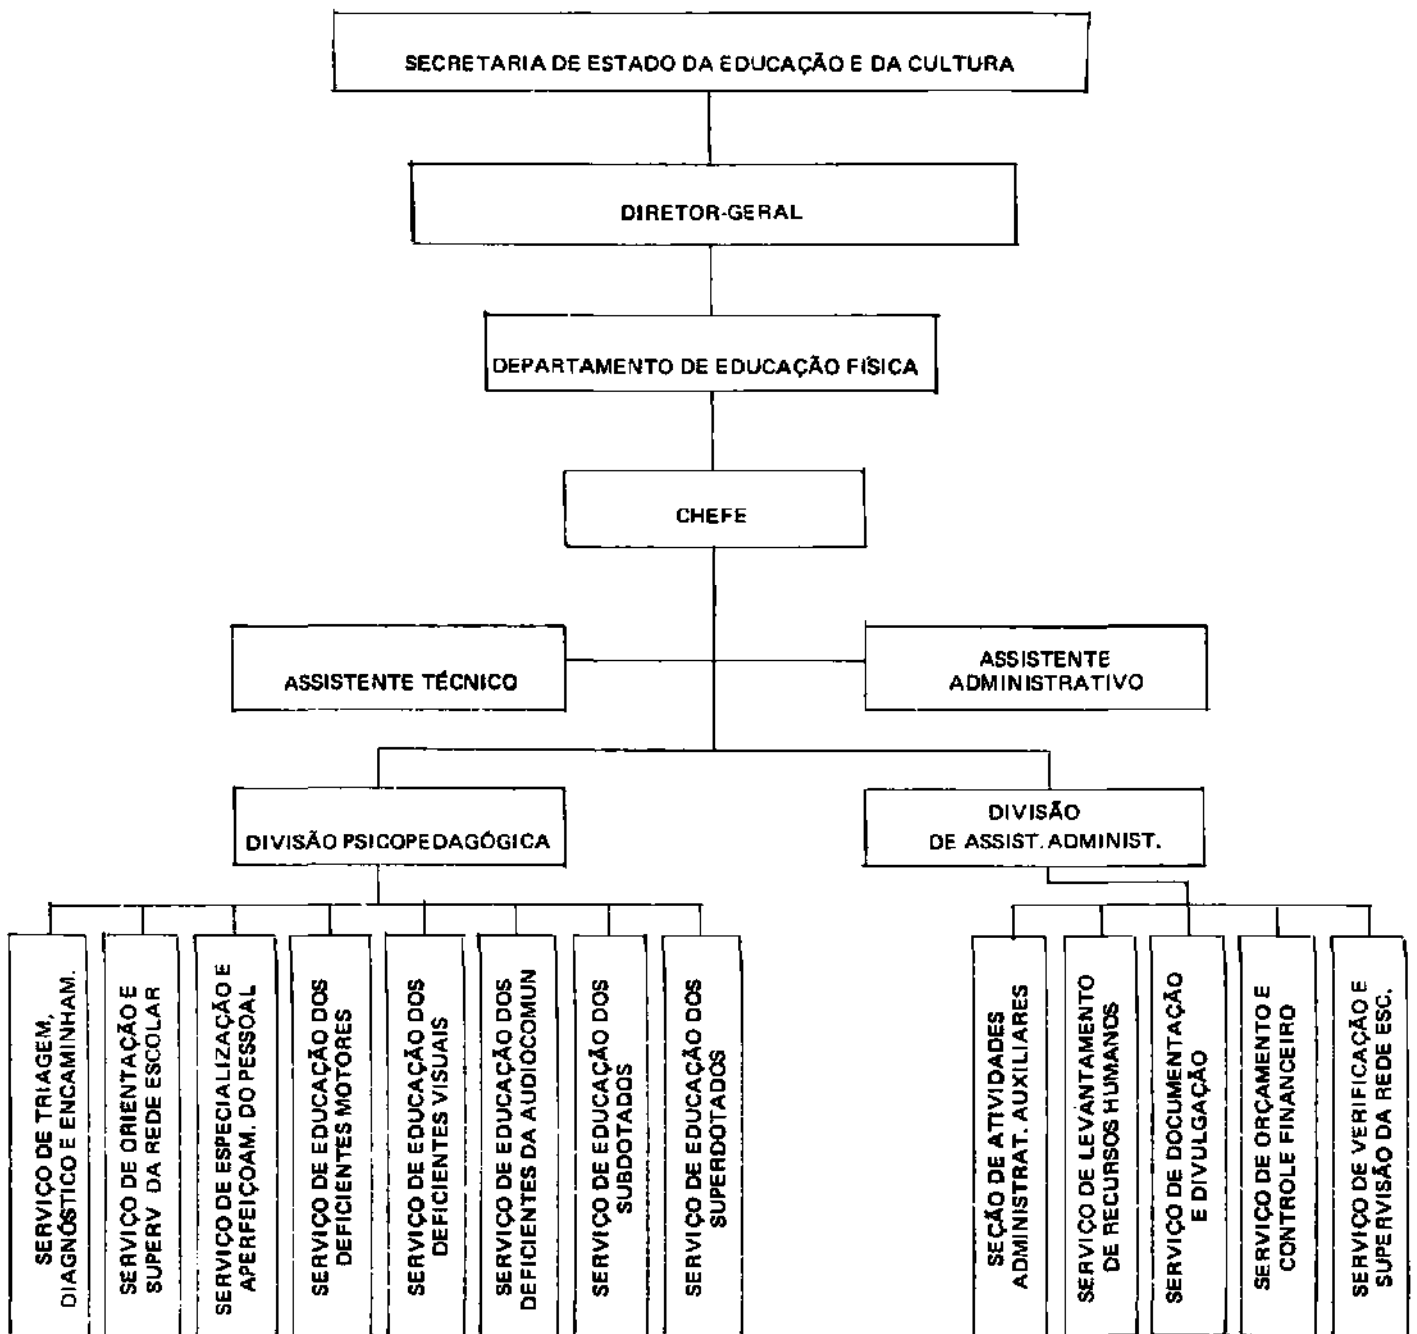 SECRETARIA DE ESTADO DA EDUCAÇÃO E DA CULTURA
DIRETOR-GERAL
DEPARTAMENTO DE EDUCAÇÃO FÍSICA
CHEFE
ASSISTENTE TÉCNICO
ASSISTENTE
ADMINISTRATIVO
DIVISÃO PSICOPEDAGÓGICA
DIVISÃO
DE ASSIST. ADMINIST.
SERVIÇO DE TRIAGEM,
DIAGNÓSTICO E ENCAMINHAM.
SERVIÇO DE ORIENTAÇÃO E
SUPERV DA REDE ESCOLAR
SERVIÇO DE ESPECIALIZAÇÃO E
APERFEIÇOAM. DO PESSOAL
SERVIÇO DE EDUCAÇÃO DOS
DEFICIENTES MOTORES
SERVIÇO DE EDUCAÇÃO DOS
DEFICIENTES VISUAIS
SERVIÇO DE EDUCAÇÃO DOS
DEFICIENTES DA AUDIOCOMUN
SERVIÇO DE EDUCAÇÃO DOS
SUBDOTADOS
SERVIÇO DE EDUCAÇÃO DOS
SUPERDOTADOS
SEÇÃO DE ATIVIDADES
ADMINISTRAT. AUXILIARES
SERVIÇO DE LEVANTAMENTO
DE RECURSOS HUMANOS
SERVIÇO DE DOCUMENTAÇÃO
E DIVULGAÇÃO
SERVIÇO DE ORÇAMENTO E
CONTROLE FINANCEIRO
SERVIÇO DE VERIFICAÇÃO E
SUPERVISÃO DA REDE ESC.